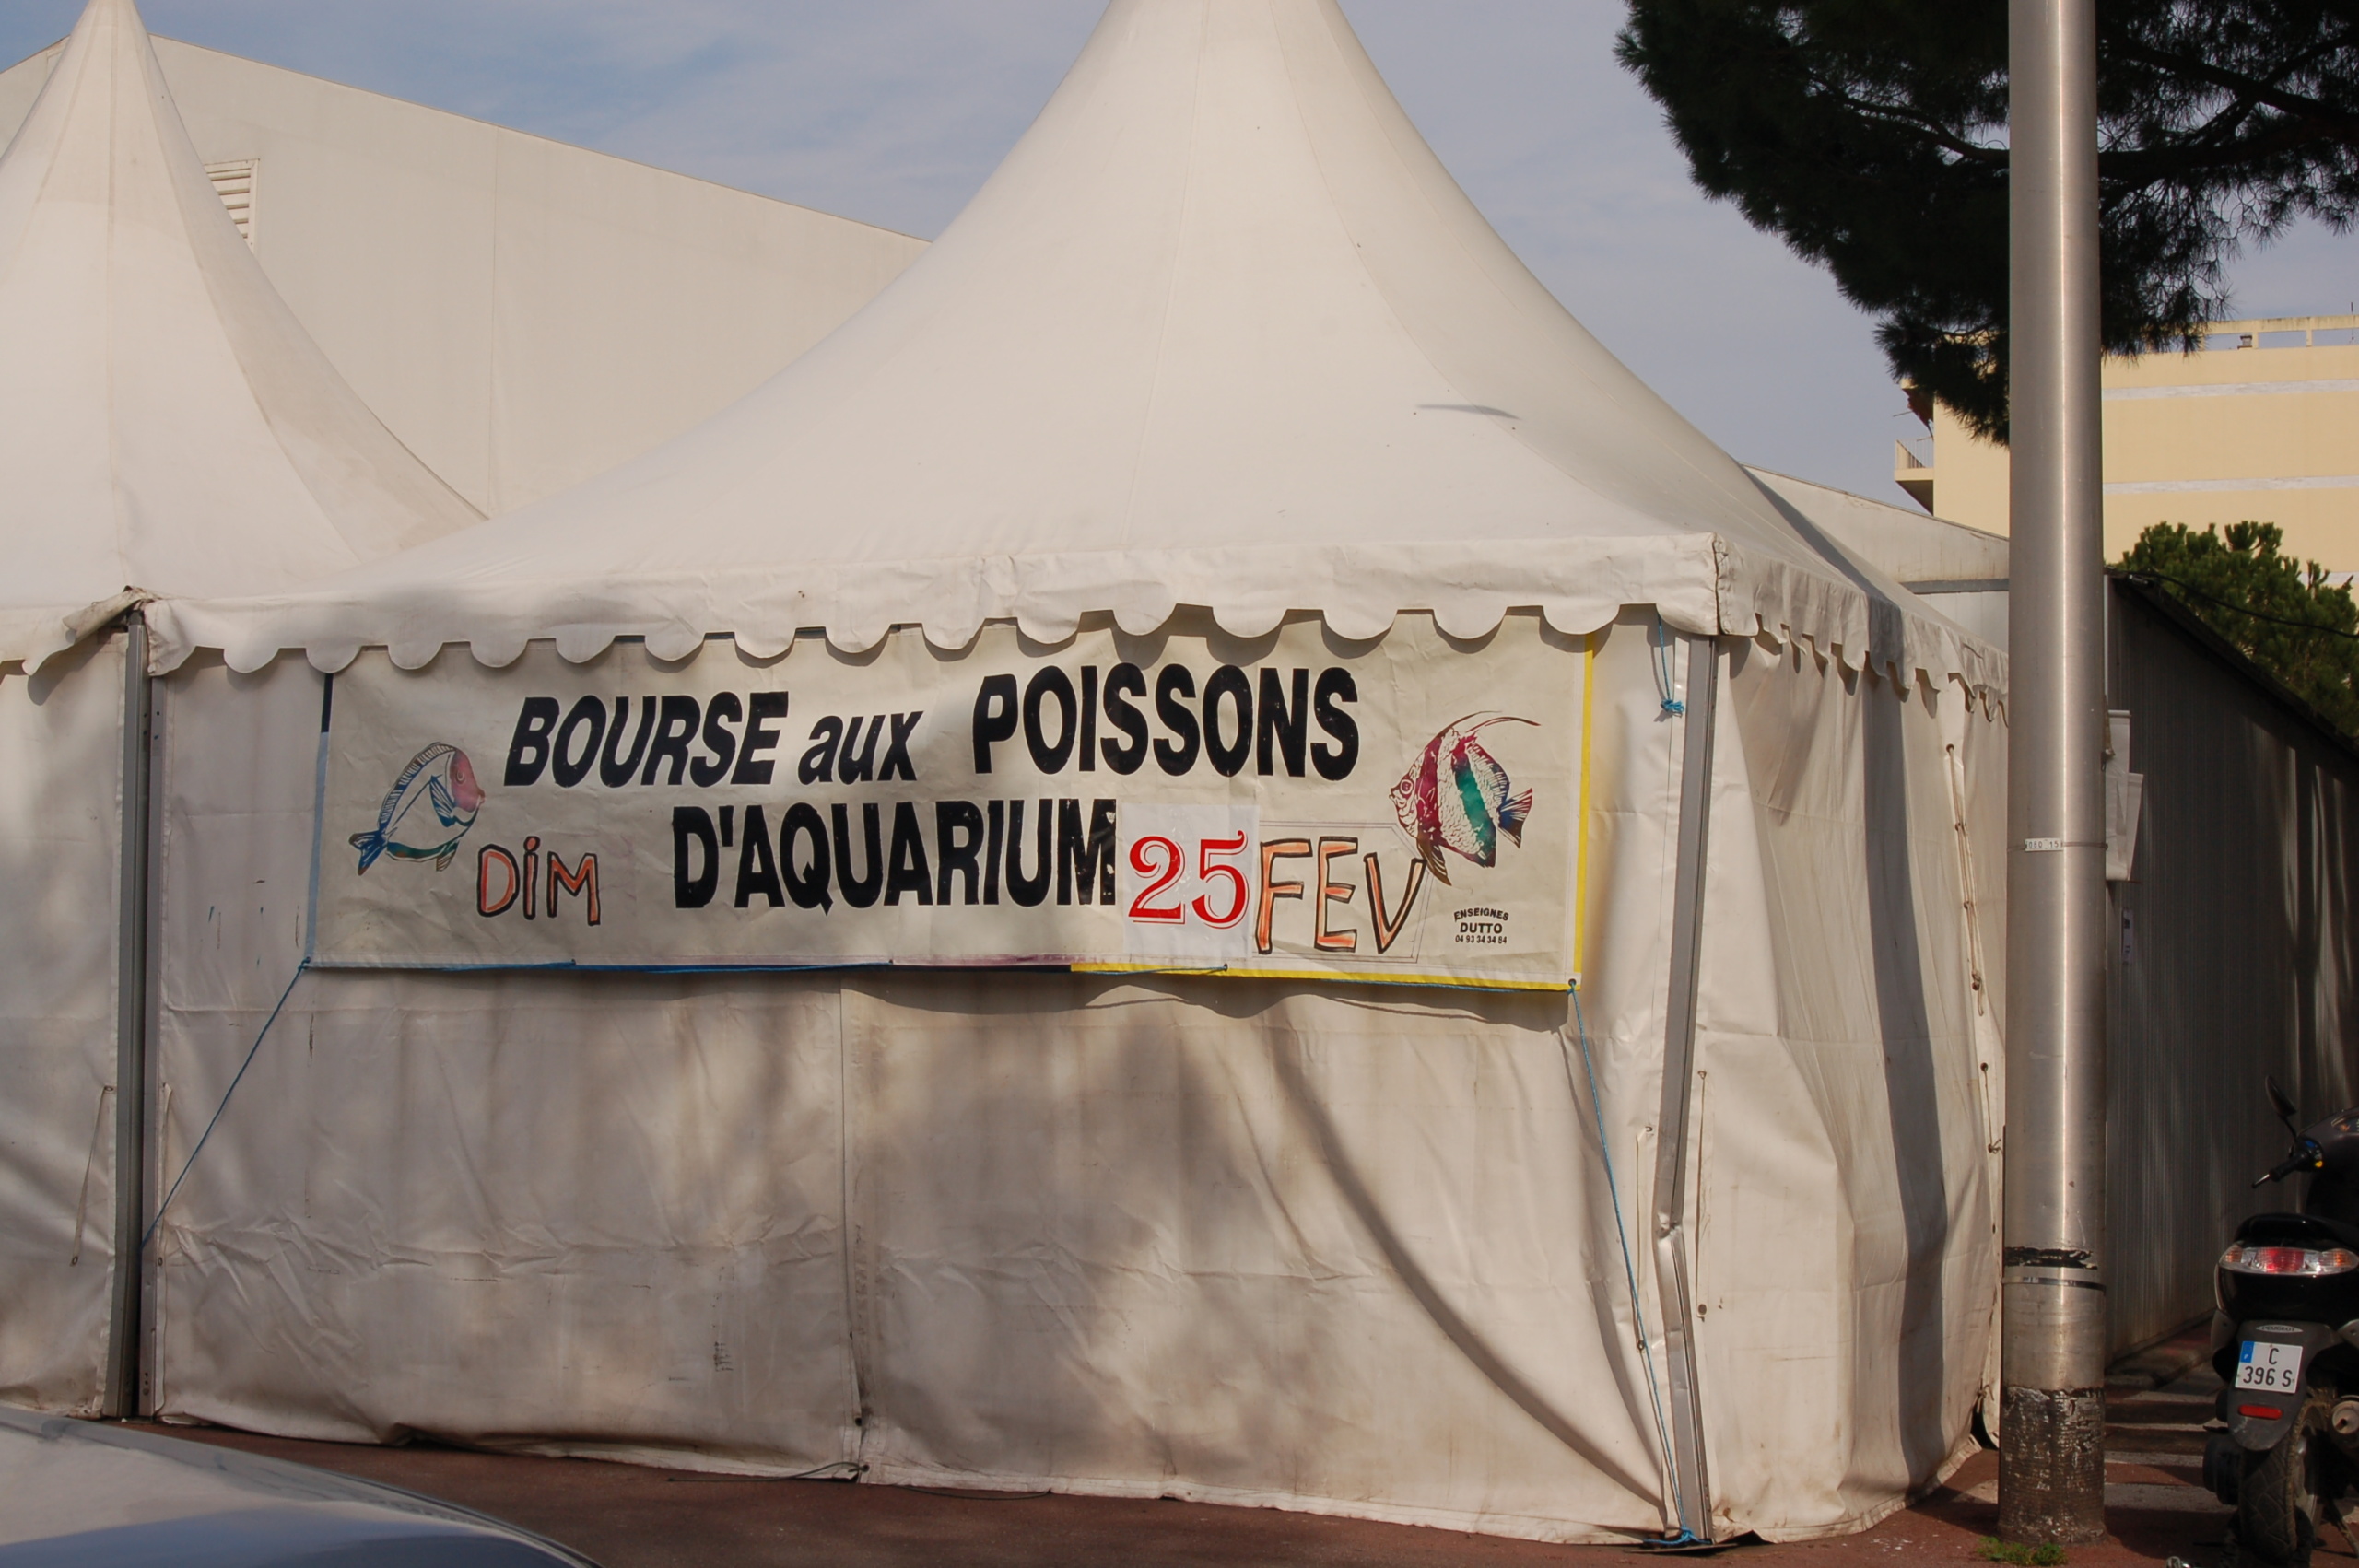 BOURSE aux POISSONS
DiM D'AQUARIUM 25 FEV
ENSEIGNES
DUTTO
04 93 34 34 84
C
396 S